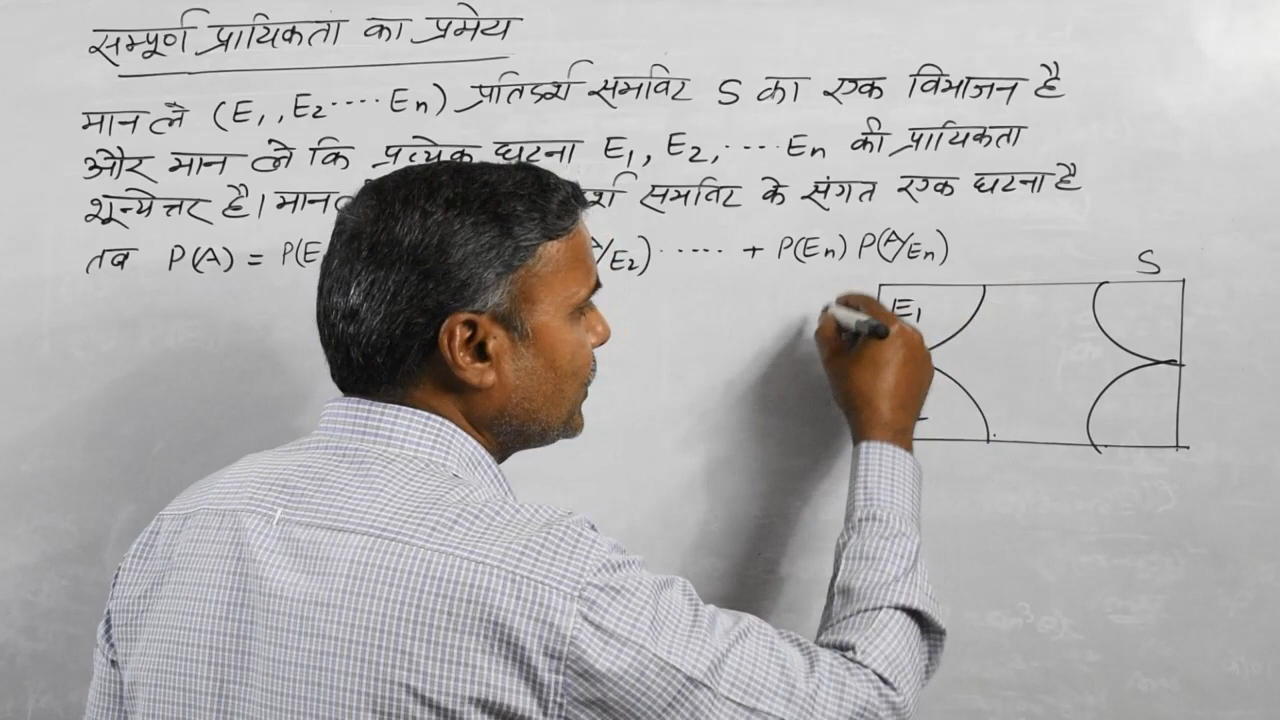 सम्पूर्ण प्रायिकता का प्रमेय
मान ले (E1, E2 .... En) प्रतिदर्श समष्टि S का एक विभाजन है
और मान लो कि प्रत्येक घटना E1, E2, .... En की प्रायिकता
शून्येत्तर है। मान समष्टि के संगत एक घटना है
तब P(A) = P(E /E2) ..... + P(En) P(A/En)
S
E1